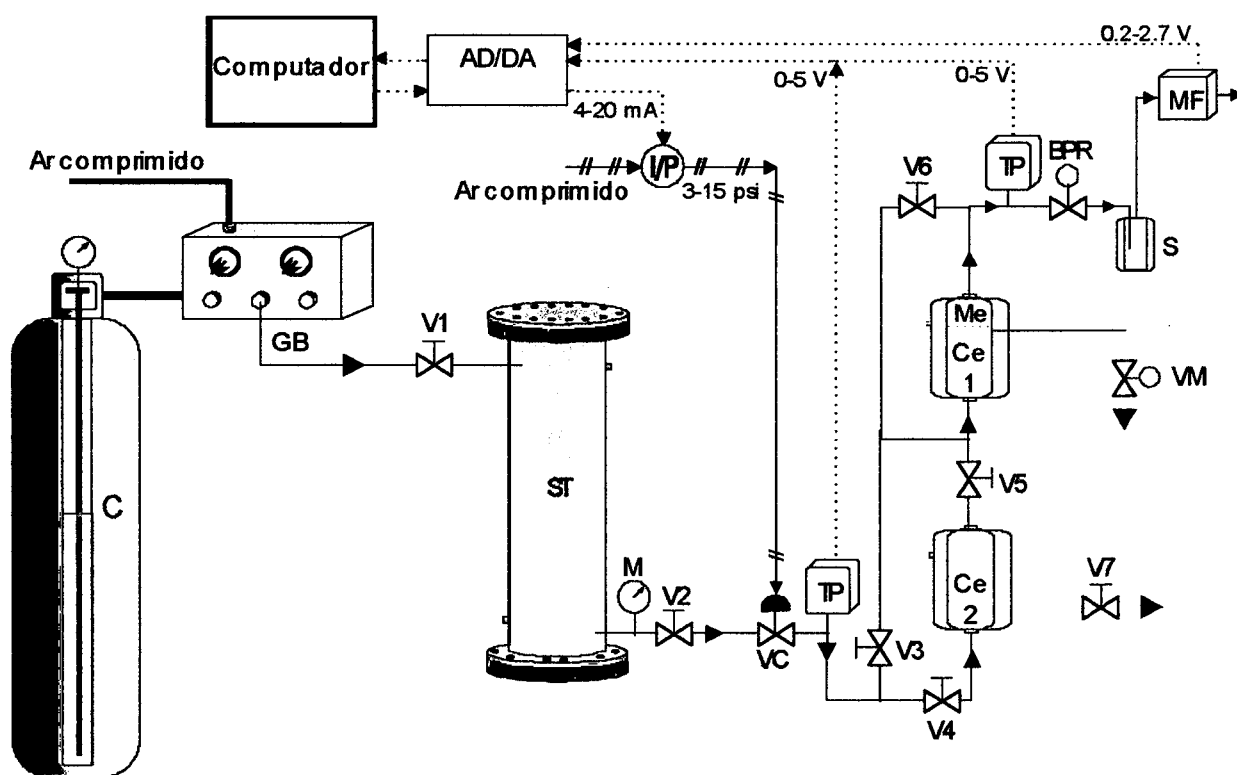 Computador
AD/DA
0.2-2.7 V
0-5 V
0-5 V
MF
4-20 mA
Ar comprimido
I/P
Ar comprimido
3-15 psi
V6
TP
BPR
S
GB
V1
Me
Ce
1
VM
C
ST
V5
M
V2
TP
Ce
2
V7
VC
V3
V4